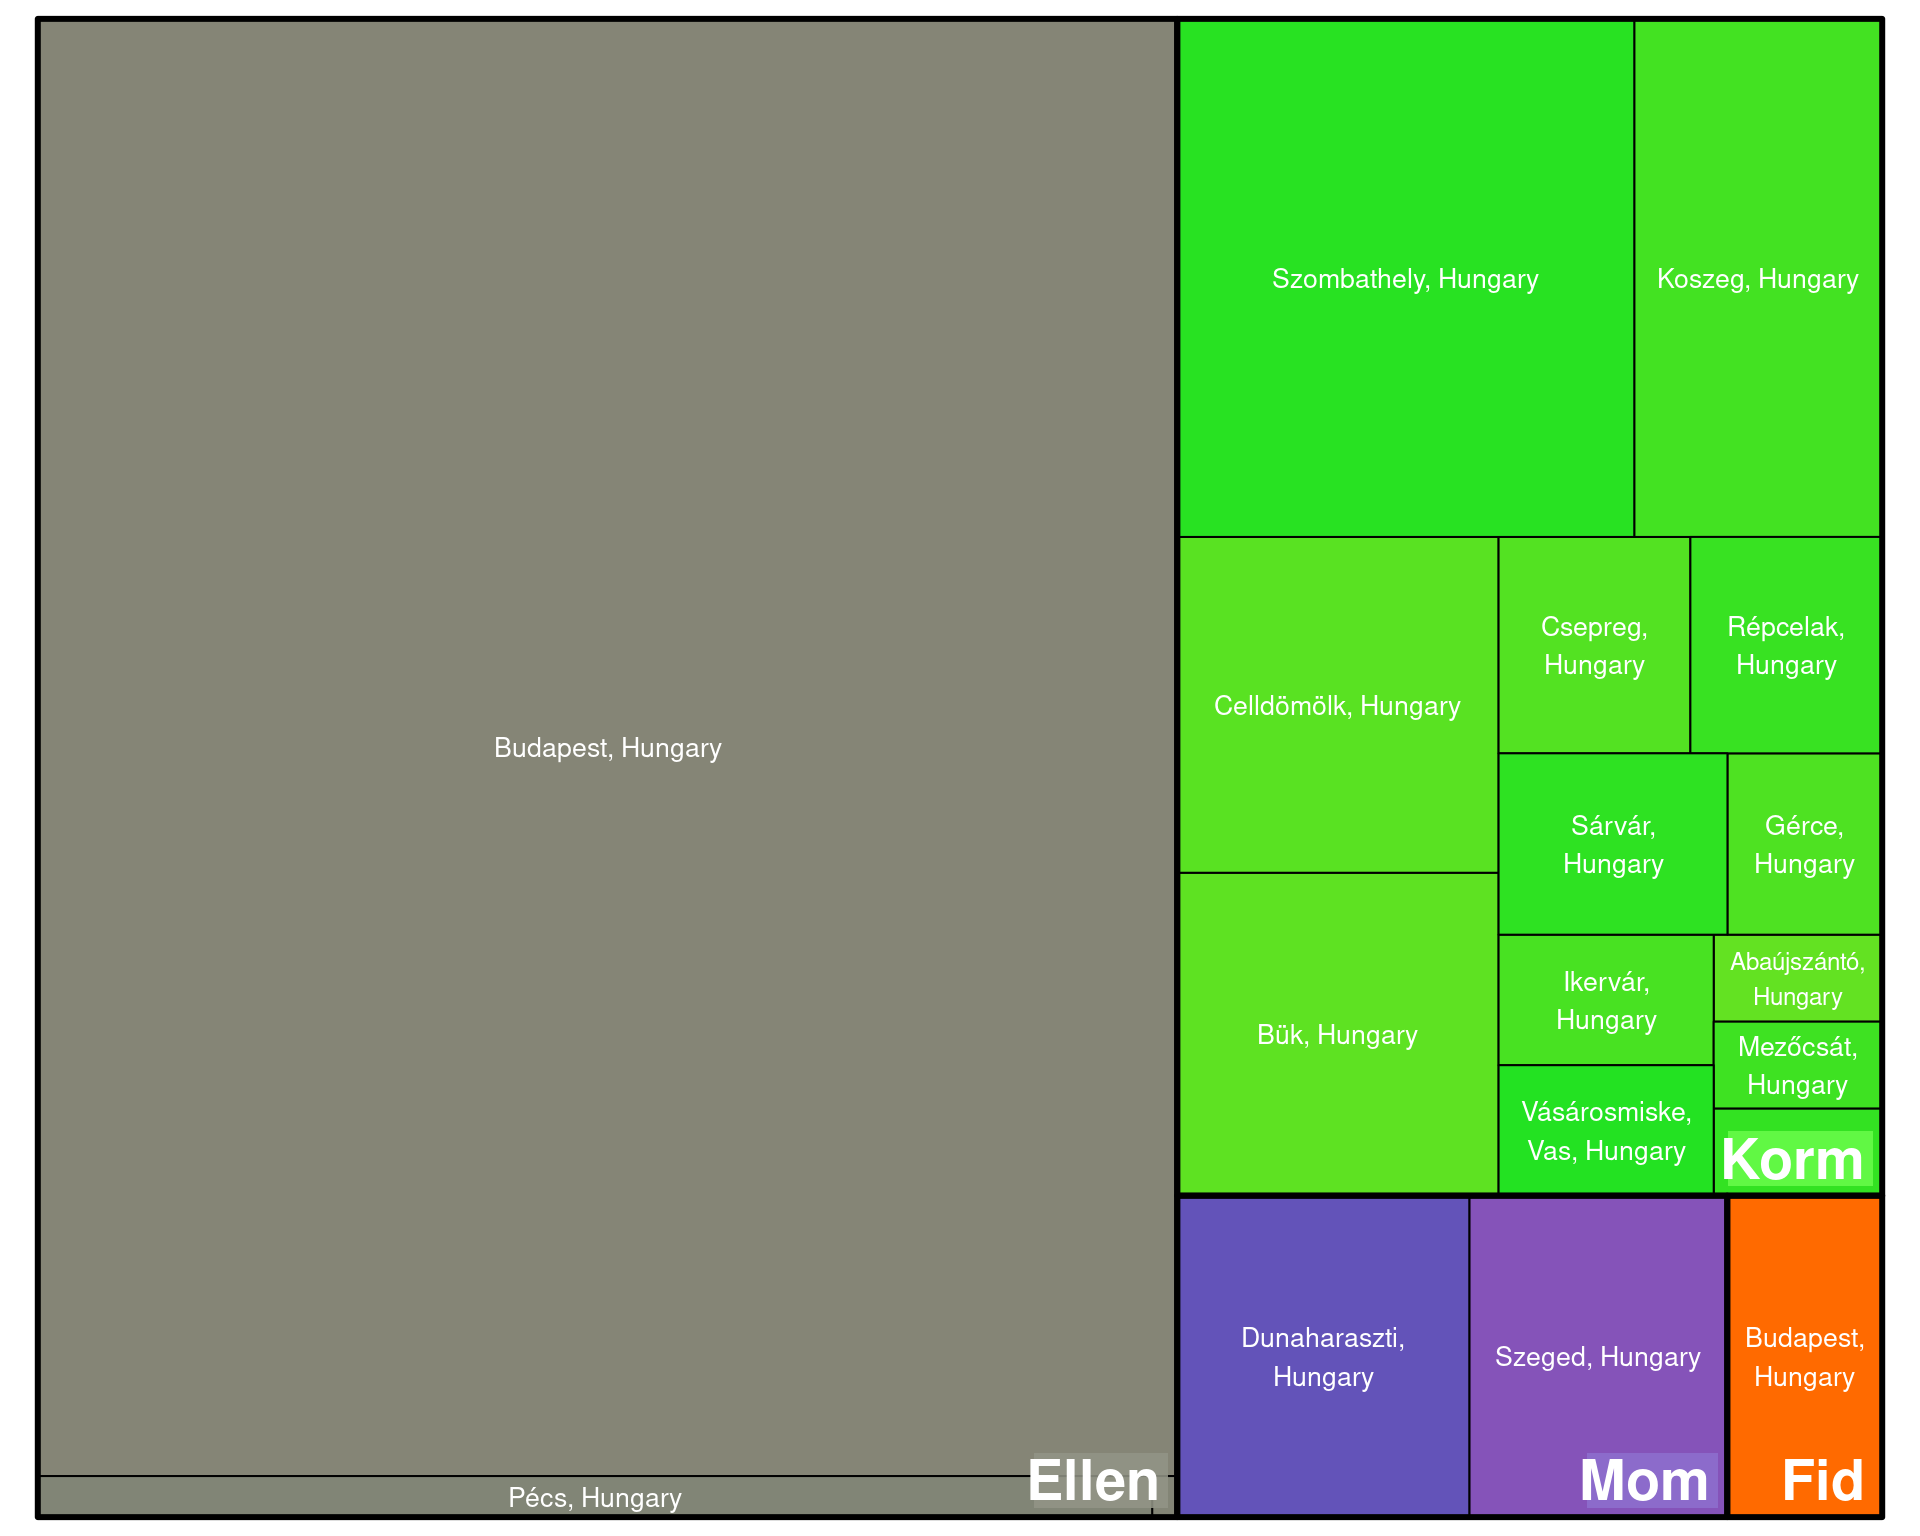 Szombathely, Hungary
Koszeg, Hungary
Csepreg,
Hungary
Répcelak,
Hungary
Celldömölk, Hungary
Budapest, Hungary
Sárvár,
Hungary
Gérce,
Hungary
Ikervár,
Hungary
Abaújszántó,
Hungary
Bük, Hungary
Mezőcsát,
Hungary
Vásárosmiske,
Vas, Hungary
Korm
Dunaharaszti,
Hungary
Szeged, Hungary
Budapest,
Hungary
Pécs, Hungary
Ellen
Mom
Fid